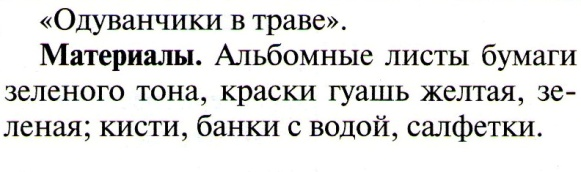 «Одуванчики в траве».
Материалы. Альбомные листы бумаги
зеленого тона, краски гуашь желтая, зе-
леная; кисти, банки с водой, салфетки.